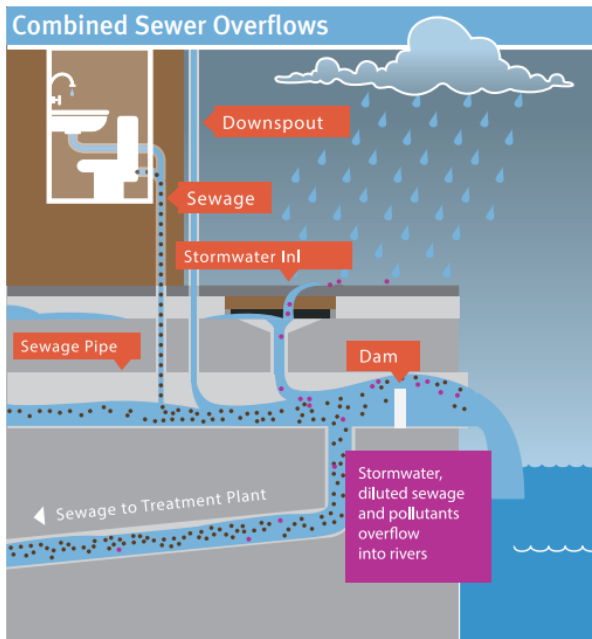 Combined Sewer Overflows
Downspout
Sewage
Stormwater Inl
Sewage Pipe
Dam
Sewage to Treatment Plant
Stormwater,
diluted sewage
and pollutants
overflow
into rivers